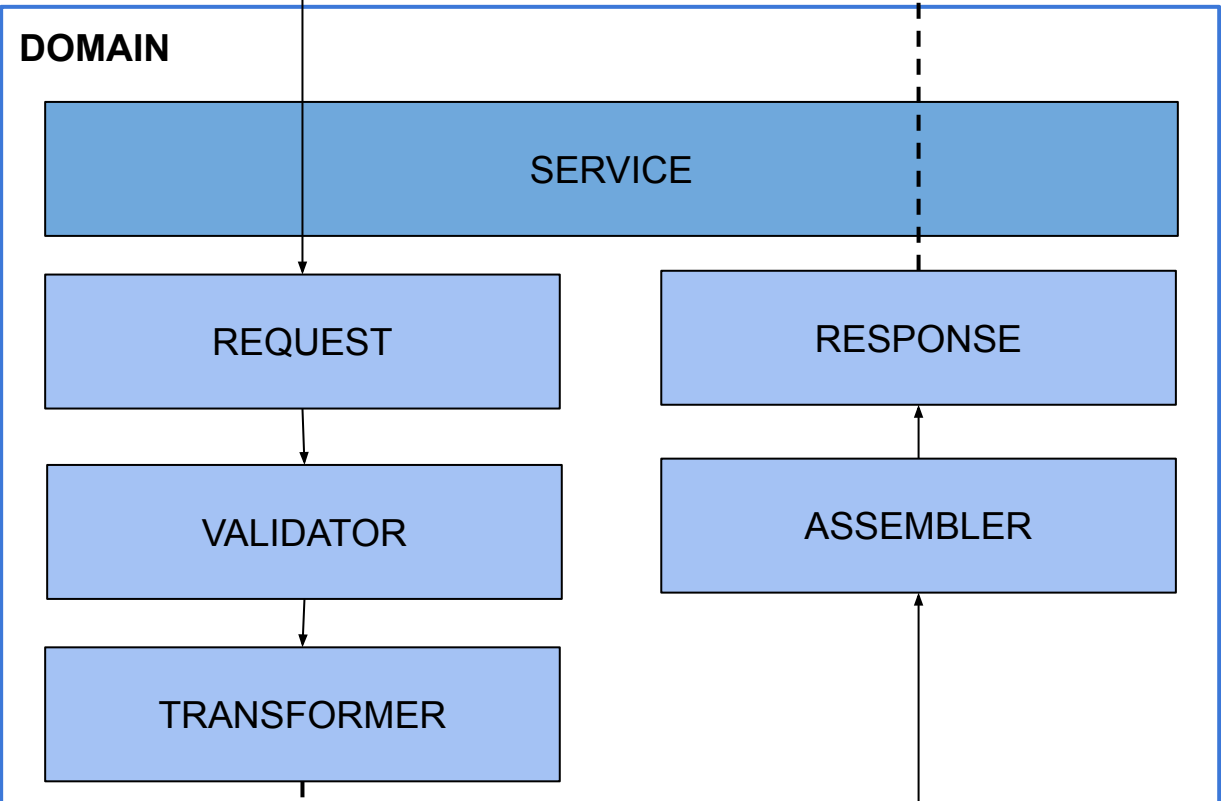 DOMAIN
SERVICE
REQUEST
RESPONSE
VALIDATOR
ASSEMBLER
TRANSFORMER